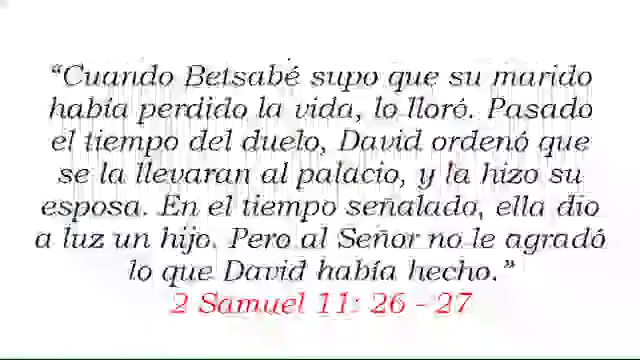 “Cuando Betsabé supo que su marido
había perdido la vida, lo lloró. Pasado
el tiempo del duelo, David ordenó que
se la llevaran al palacio, y la hizo su
esposa. En el tiempo señalado, ella dio
a luz un hijo. Pero al Señor no le agradó
lo que David había hecho.”
2 Samuel 11: 26 - 27